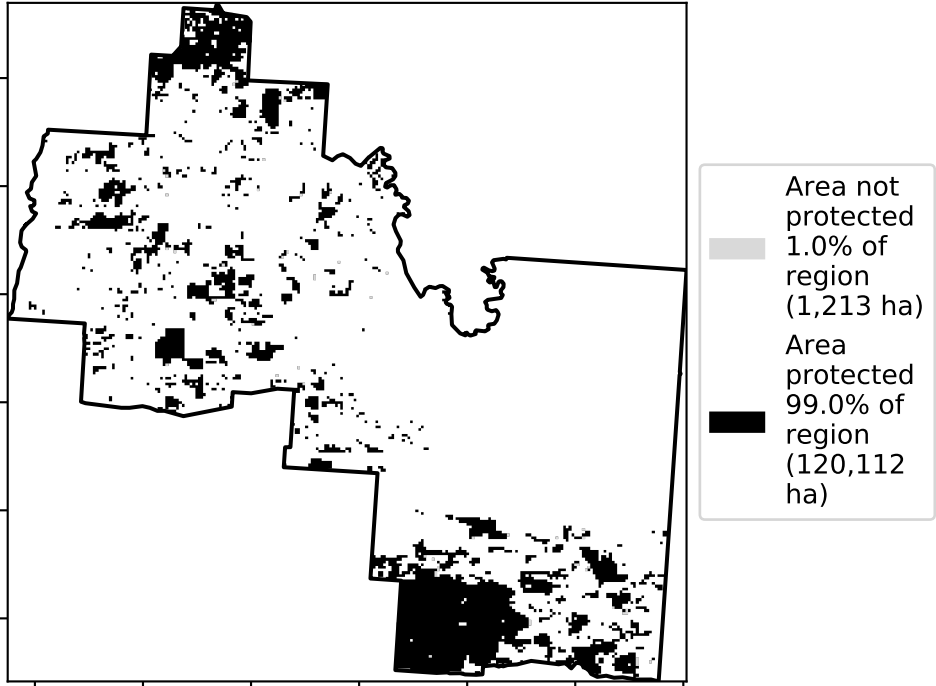 Area not
protected
1.0% of
region
(1,213 ha)
Area
protected
99.0% of
region
(120,112
ha)